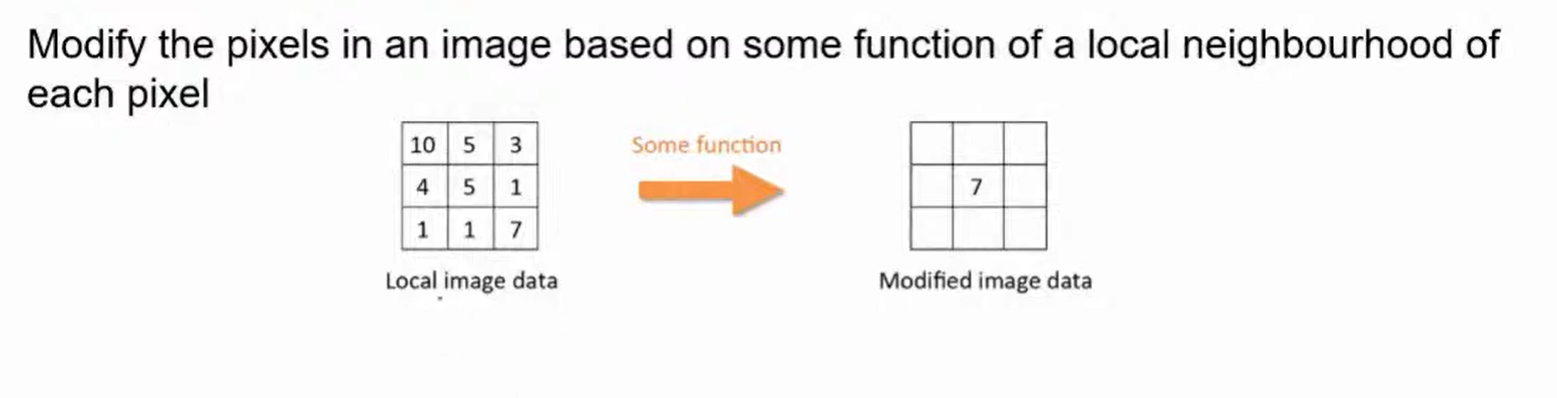 Modify the pixels in an image based on some function of a local neighbourhood of
each pixel
10 5 3
Some function
4 5 1
7
1 1 7
Local image data
Modified image data